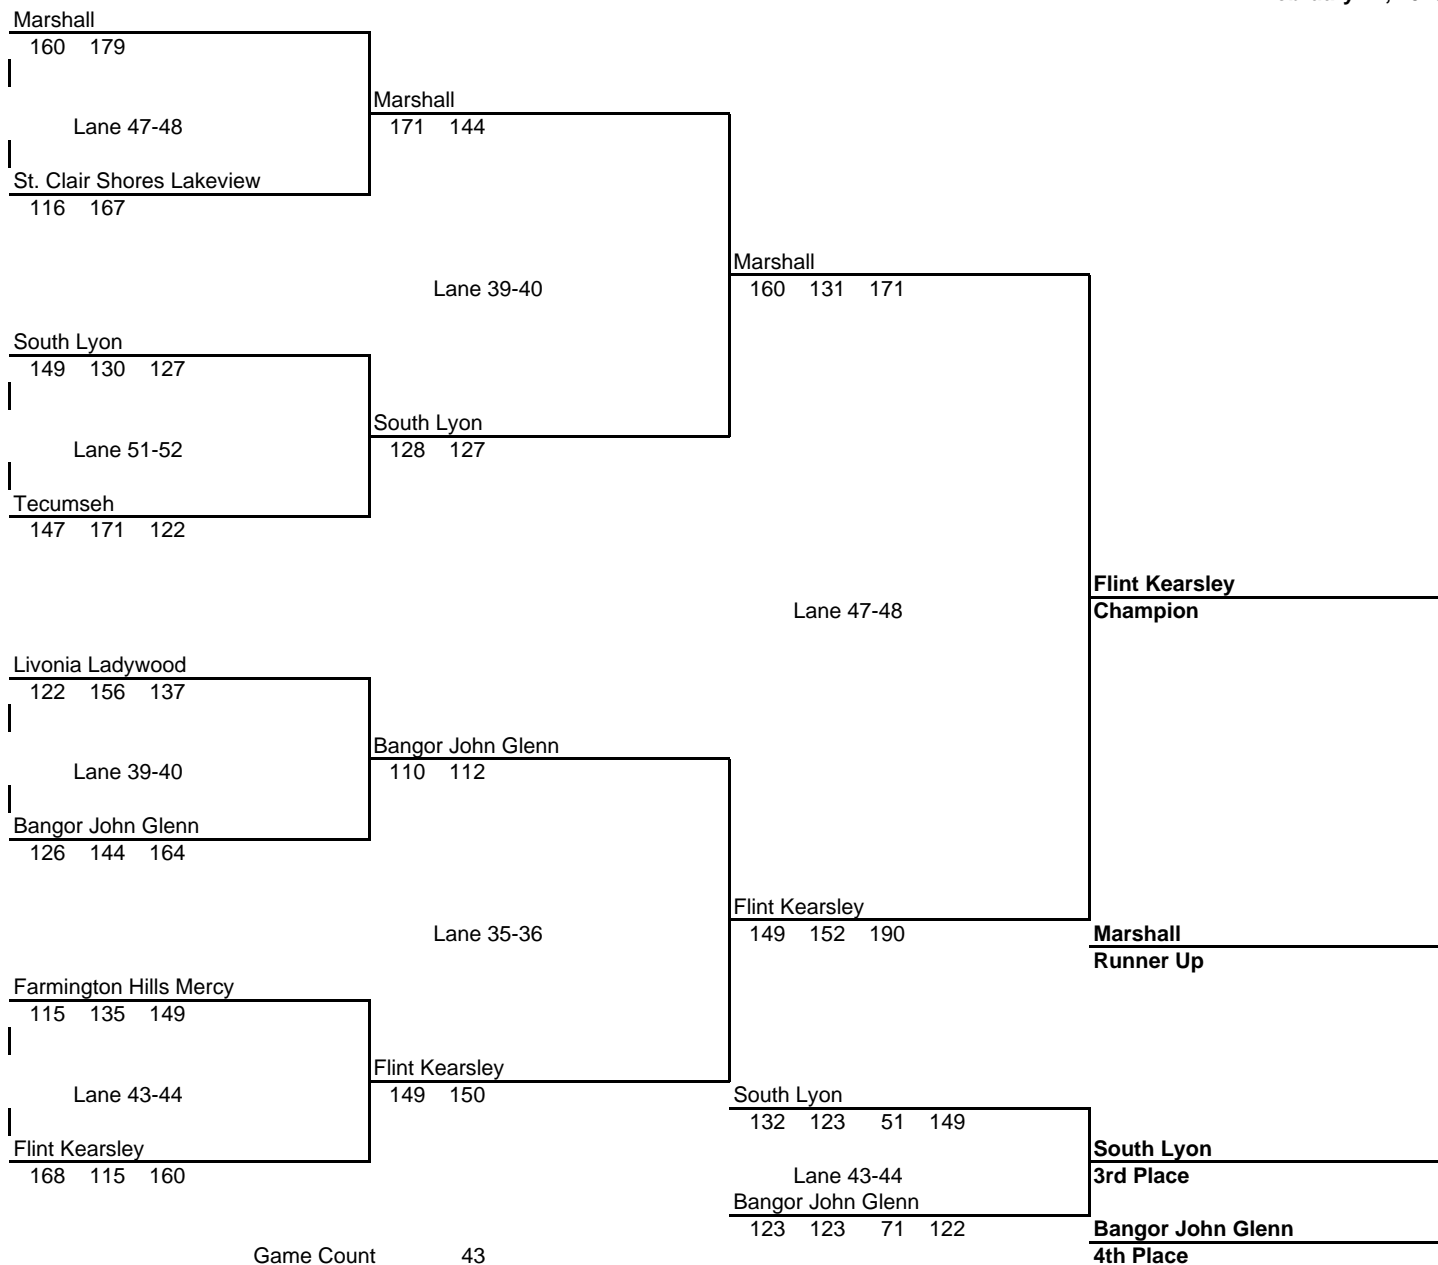 Marshall
160 179
Lane 47-48
St. Clair Shores Lakeview
116 167
Marshall
171 144
Lane 39-40
South Lyon
149 130 127
Lane 51-52
Tecumseh
147 171 122
South Lyon
128 127
Marshall
160 131 171
Lane 47-48
Livonia Ladywood
122 156 137
Lane 39-40
Bangor John Glenn
126 144 164
Bangor John Glenn
110 112
Lane 35-36
Farmington Hills Mercy
115 135 149
Lane 43-44
Flint Kearsley
168 115 160
Flint Kearsley
149 150
Flint Kearsley
149 152 190
Flint Kearsley
Champion
Marshall
Runner Up
South Lyon
132 123 51 149
Lane 43-44
Bangor John Glenn
123 123 71 122
South Lyon
3rd Place
Bangor John Glenn
4th Place
Game Count 43